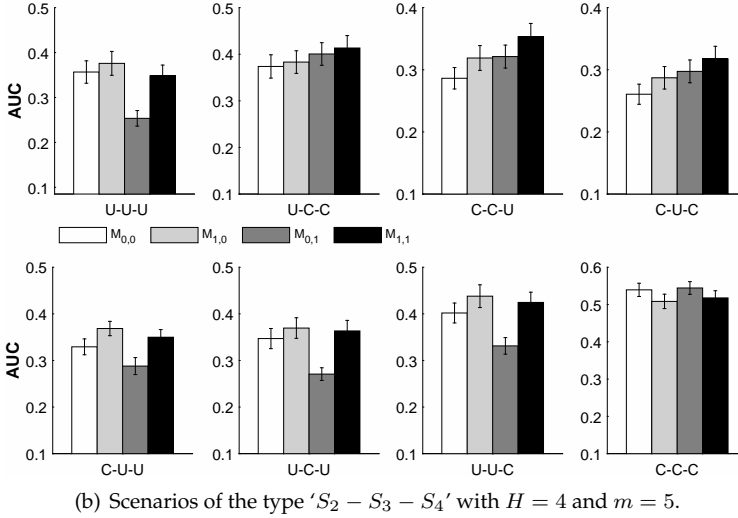 0.5 0.5 0.4 0.4
0.4 0.4 0.3 0.3
0.3 0.3 0.2 0.2
0.2 0.2
0.1 0.1 0.1 0.1
AUC
U-U-U U-C-C C-C-U C-U-C
M0,0 M1,0 M0,1 M1,1
0.5 0.5 0.5 0.6
0.4 0.4 0.4 0.5
0.3 0.3 0.3 0.4
0.2 0.2 0.2 0.3
0.2
0.1 0.1 0.1 0.1
AUC
C-U-U U-C-U U-U-C C-C-C
(b) Scenarios of the type ‘S2 − S3 − S4’ with H = 4 and m = 5.